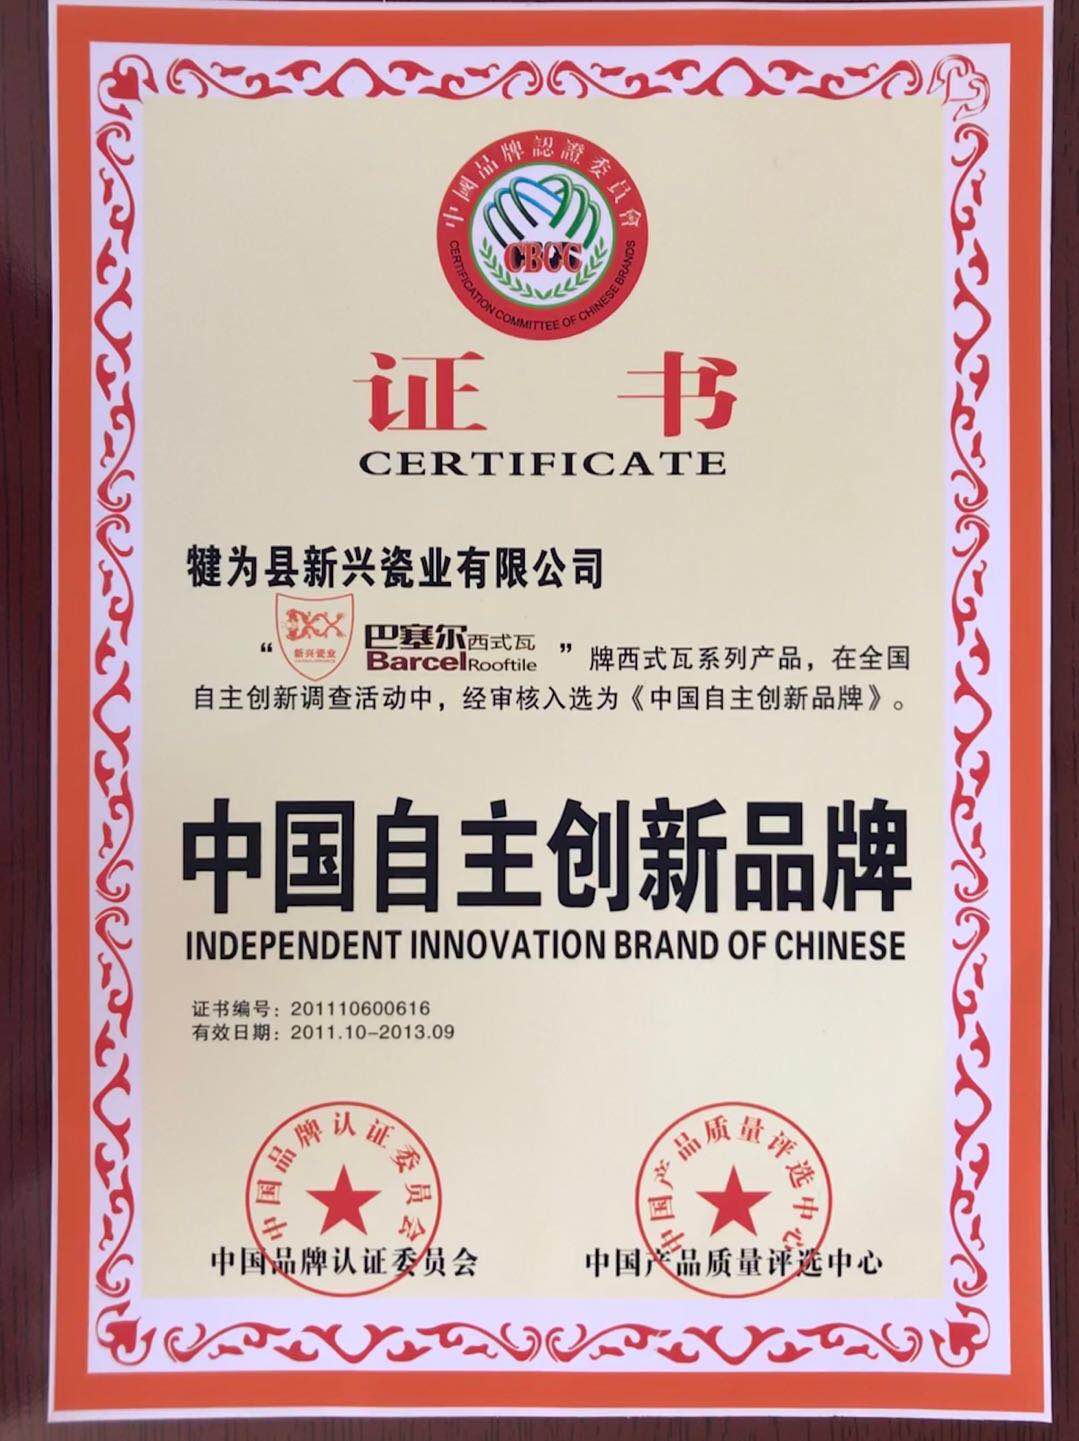 中國品牌認證委員會
CBCC
CERTIFICATION COMMITTEE OF CHINESE BRANDS
证 书
CERTIFICATE
犍为县新兴瓷业有限公司
“ 新兴瓷业 巴塞尔西式瓦 Barcel Rooftile ” 牌西式瓦系列产品，在全国
自主创新调查活动中，经审核入选为《中国自主创新品牌》。
中国自主创新品牌
INDEPENDENT INNOVATION BRAND OF CHINESE
证书编号：201110600616
有效日期：2011.10-2013.09
中国品牌认证委员会
中国产品质量评选中心
中国品牌认证委员会
中国产品质量评选中心